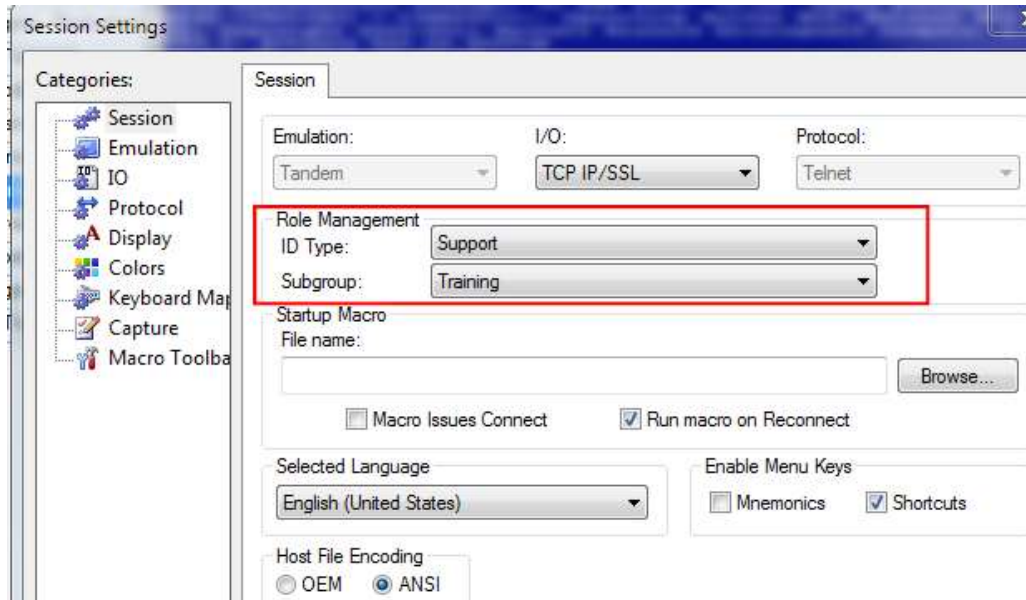 Session Settings
Categories:
Session
Emulation
IO
Protocol
Display
Colors
Keyboard Map
Capture
Macro Toolba
Session
Emulation: I/O: Protocol:
Tandem TCP IP/SSL Telnet
Role Management
ID Type: Support
Subgroup: Training
Startup Macro
File name:
Browse...
Macro Issues Connect Run macro on Reconnect
Selected Language Enable Menu Keys
English (United States) Mnemonics Shortcuts
Host File Encoding
OEM ANSI